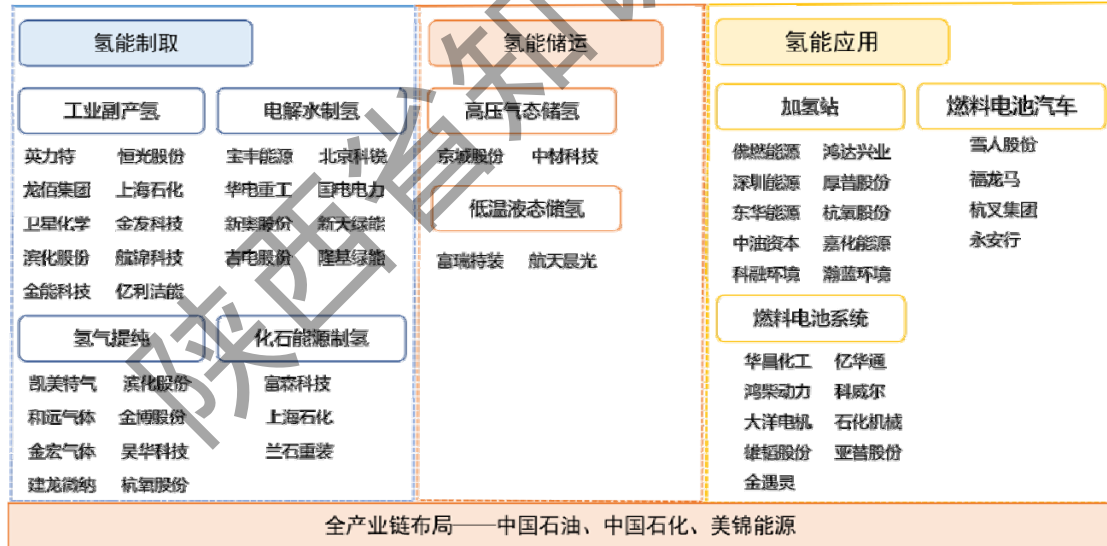 氢能制取
工业副产氢 电解水制氢
英力特 恒光股份 宝丰能源 北京科锐
龙佰集团 上海石化 华电重工 国电电力
卫星化学 金发科技 新奥股份 新天绿能
滨化股份 航锦科技 吉电股份 隆基绿能
金能科技 亿利洁能
氢气提纯 化石能源制氢
凯美特气 滨化股份 富森科技
和远气体 金博股份 上海石化
金宏气体 昊华科技 兰石重装
建龙微纳 杭氧股份
氢能储运
高压气态储氢
京城股份 中材科技
低温液态储氢
富瑞特装 航天晨光
氢能应用
加氢站
佛燃能源 鸿达兴业
深圳能源 厚普股份
东华能源 杭氧股份
中油资本 嘉化能源
科融环境 瀚蓝环境
燃料电池系统
华昌化工 亿华通
鸿柴动力 科威尔
大洋电机 石化机械
雄韬股份 亚普股份
燃料电池汽车
雪人股份
福龙马
杭叉集团
永安行
全产业链布局——中国石油、中国石化、美锦能源
陕西省知